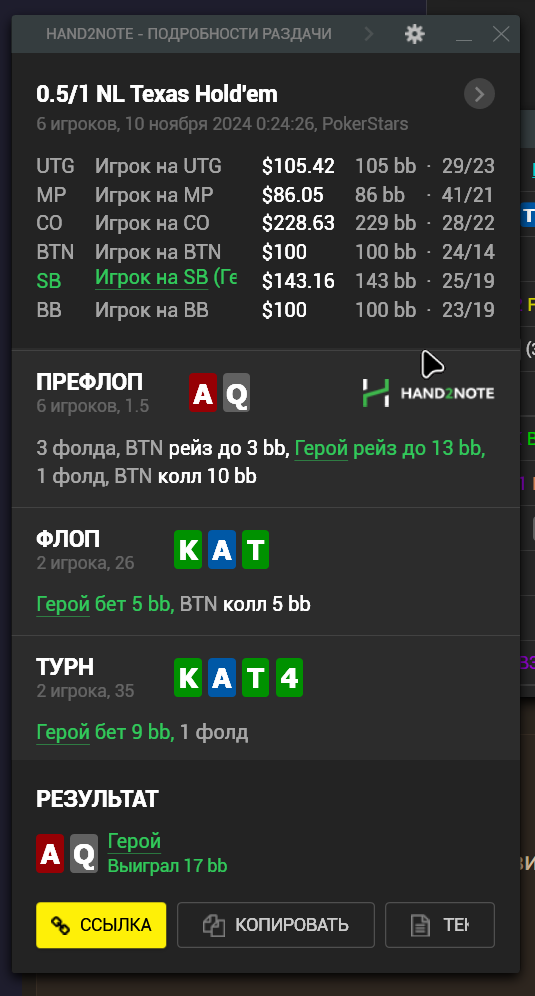 HAND2NOTE - ПОДРОБНОСТИ РАЗДАЧИ
0.5/1 NL Texas Hold'em
6 игроков, 10 ноября 2024 0:24:26, PokerStars
UTG Игрок на UTG $105.42 105 bb · 29/23
MP Игрок на MP $86.05 86 bb · 41/21
CO Игрок на CO $228.63 229 bb · 28/22
BTN Игрок на BTN $100 100 bb · 24/14
SB Игрок на SB (Ге $143.16 143 bb · 25/19
BB Игрок на BB $100 100 bb · 23/19
ПРЕФЛОП A Q HAND2NOTE
6 игроков, 1.5
3 фолда, BTN рейз до 3 bb, Герой рейз до 13 bb,
1 фолд, BTN колл 10 bb
ФЛОП K A T
2 игрока, 26
Герой бет 5 bb, BTN колл 5 bb
ТУРН K A T 4
2 игрока, 35
Герой бет 9 bb, 1 фолд
РЕЗУЛЬТАТ
A Q Герой
Выиграл 17 bb
ССЫЛКА КОПИРОВАТЬ ТЕК